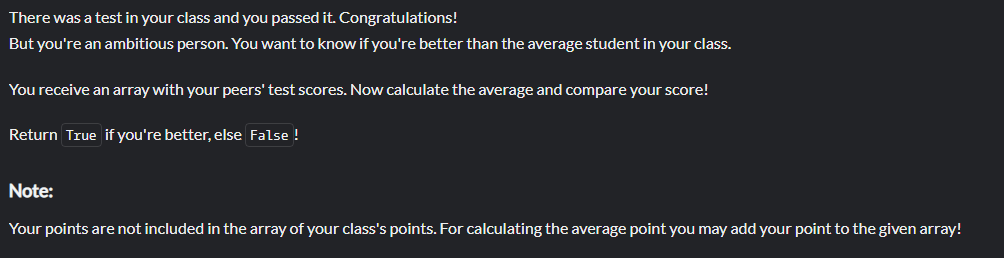 There was a test in your class and you passed it. Congratulations!
But you're an ambitious person. You want to know if you're better than the average student in your class.
You receive an array with your peers' test scores. Now calculate the average and compare your score!
Return True if you're better, else False!
Note:
Your points are not included in the array of your class's points. For calculating the average point you may add your point to the given array!